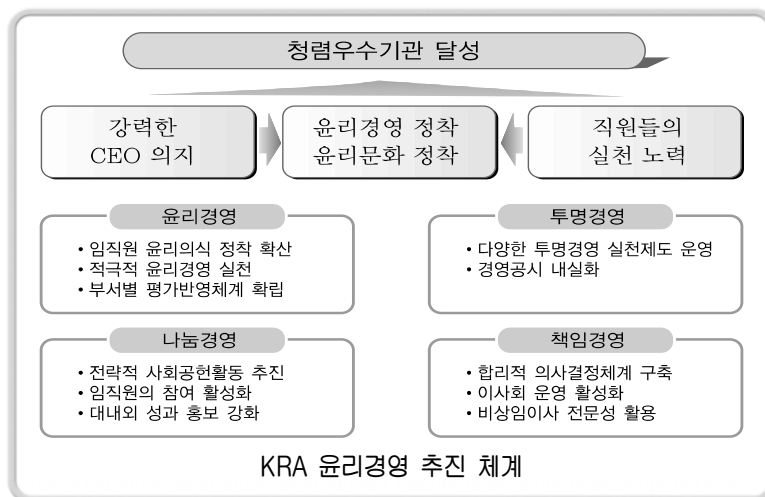 청렴우수기관 달성
강력한
CEO 의지
윤리경영 정착
윤리문화 정착
직원들의
실천 노력
윤리경영
• 임직원 윤리의식 정착 확산
• 적극적 윤리경영 실천
• 부서별 평가반영체계 확립
투명경영
• 다양한 투명경영 실천제도 운영
• 경영공시 내실화
나눔경영
• 전략적 사회공헌활동 추진
• 임직원의 참여 활성화
• 대내외 성과 홍보 강화
책임경영
• 합리적 의사결정체계 구축
• 이사회 운영 활성화
• 비상임이사 전문성 활용
KRA 윤리경영 추진 체계